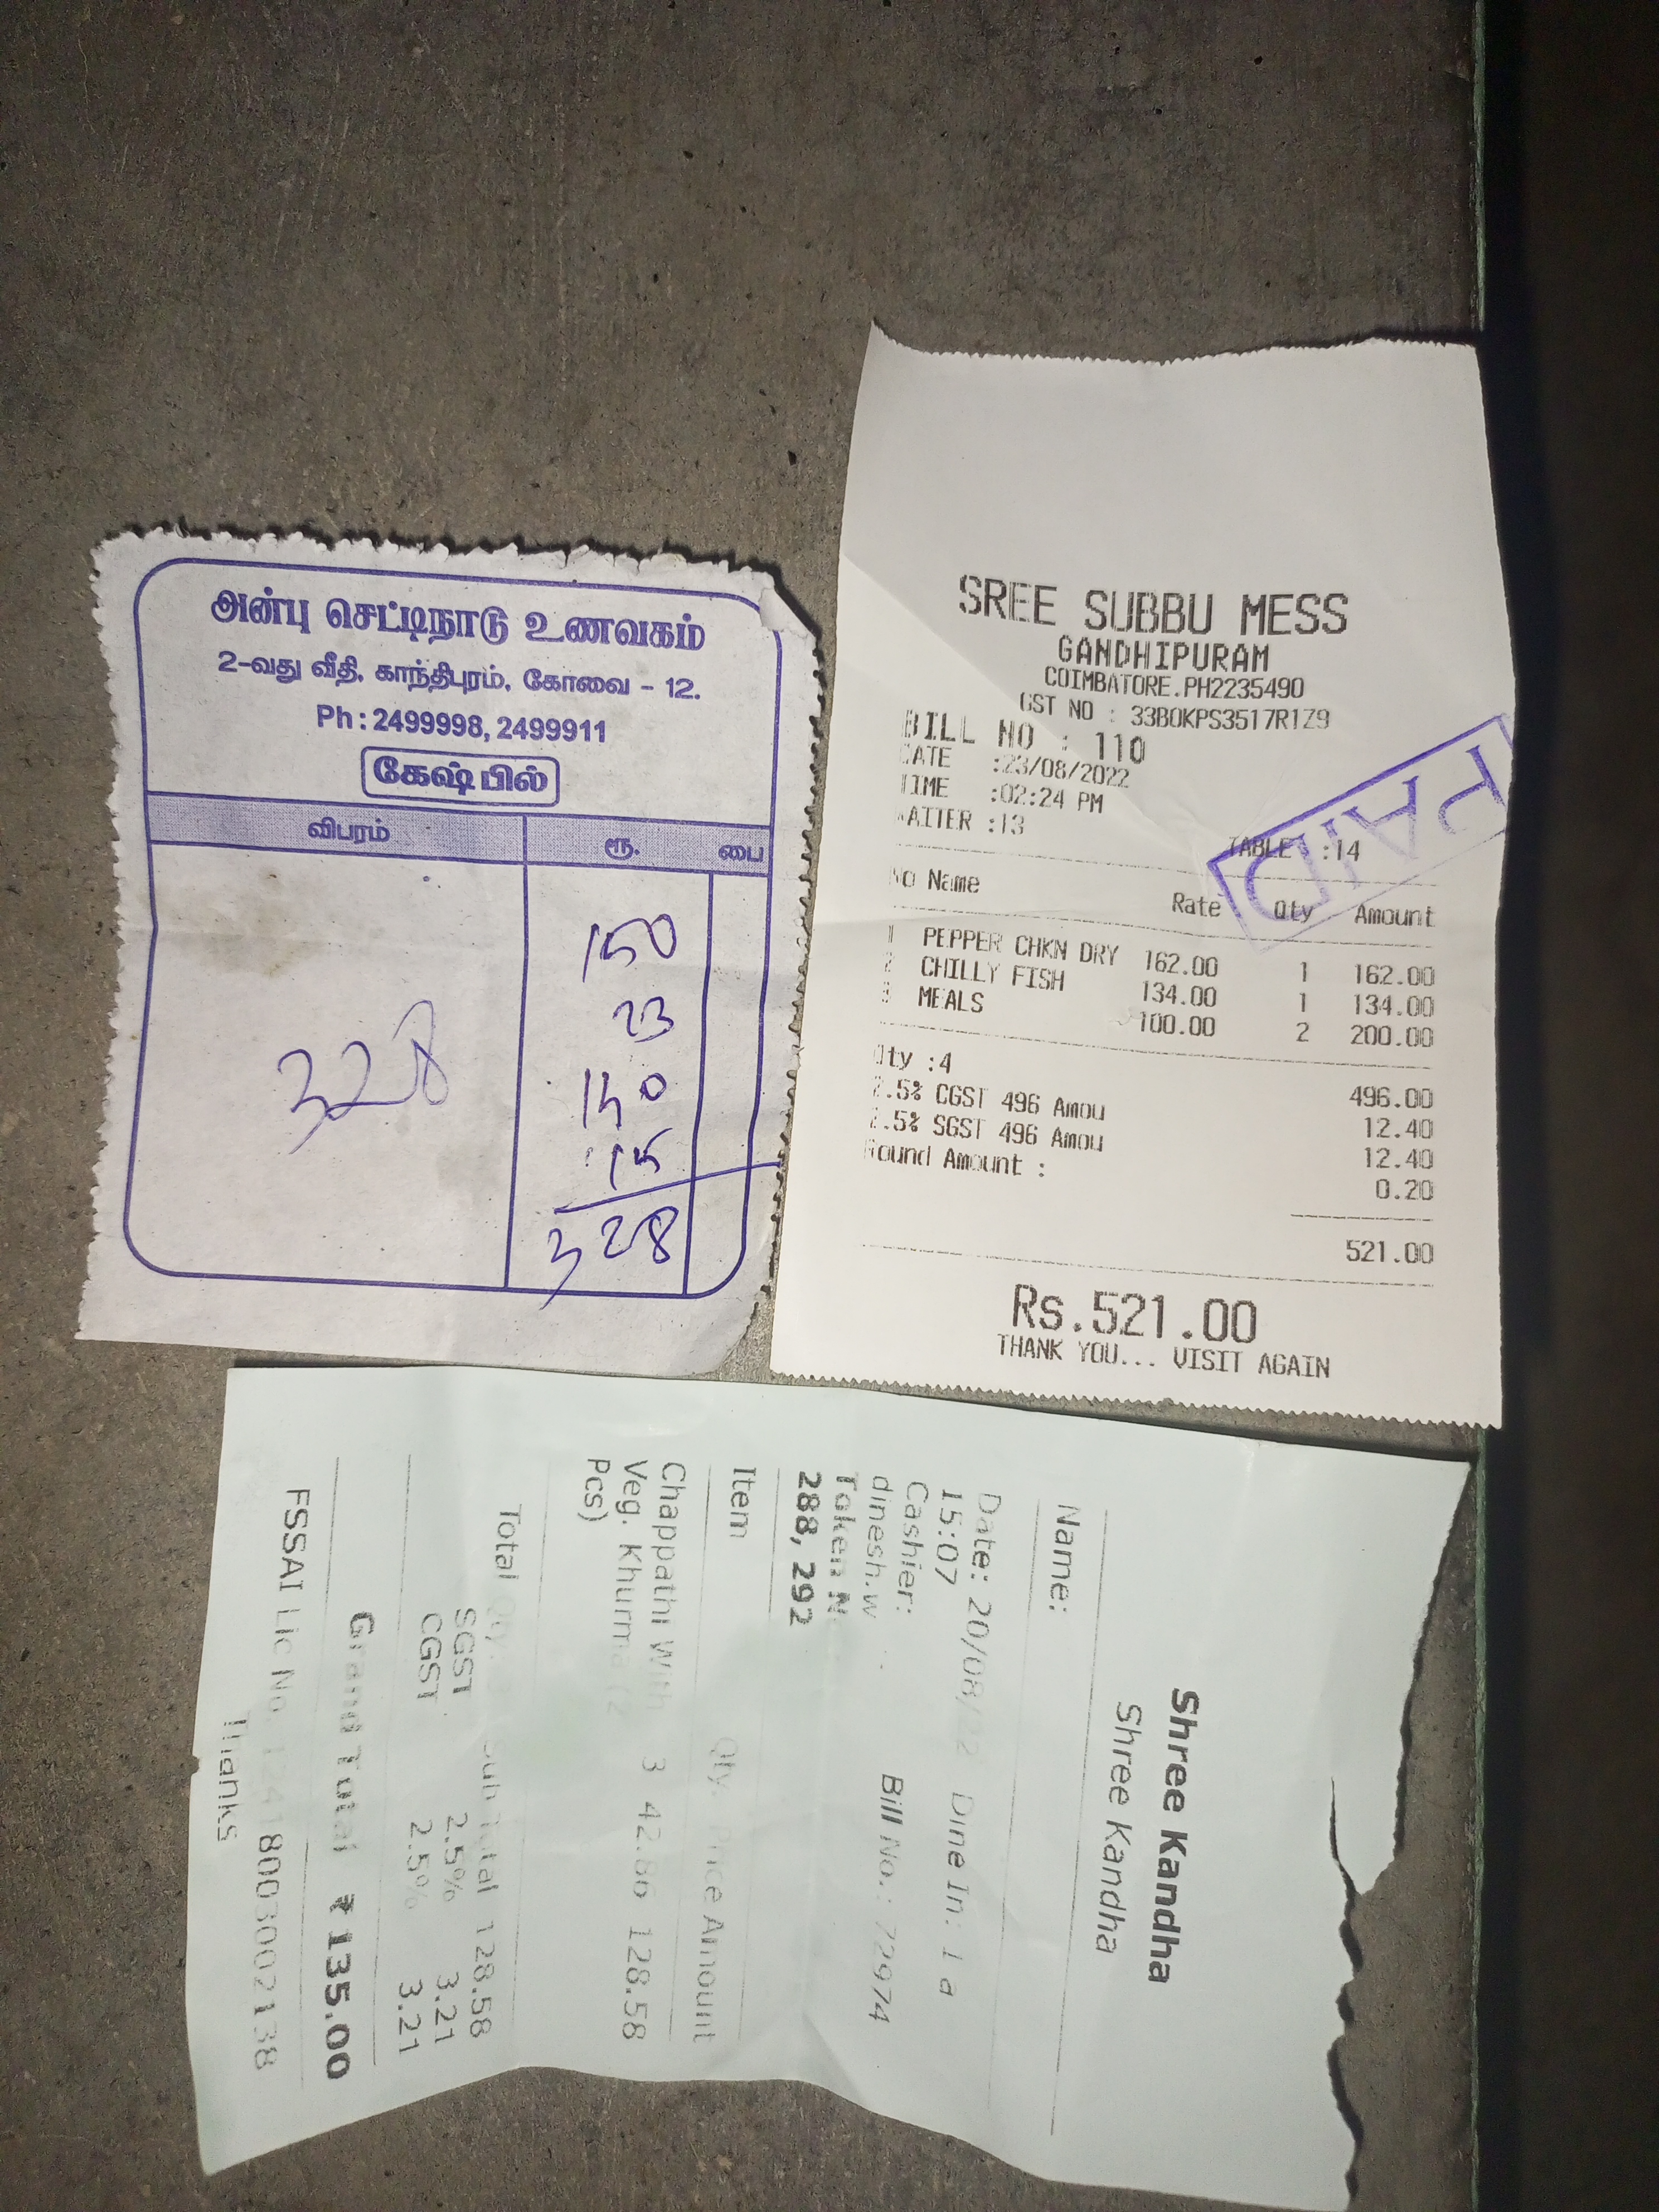 அன்பு செட்டிநாடு உணவகம்
2-வது வீதி, காந்திபுரம், கோவை - 12.
Ph : 2499998, 2499911
கேஷ் பில்
விபரம் ரூ. பை
150
23
328
15
328
SREE SUBBU MESS
GANDHIPURAM
COIMBATORE.PH2235490
GST NO : 33BOKPS3517R1Z9
BILL NO : 110
DATE :23/08/2022
TIME :02:24 PM
WAITER :13 TABLE :14
PAID
No Name Rate Qty Amount
1 PEPPER CHKN DRY 162.00 1 162.00
2 CHILLY FISH 134.00 1 134.00
3 MEALS 100.00 2 200.00
Qty :4 496.00
2.5% CGST 496 Amou 12.40
2.5% SGST 496 Amou 12.40
Round Amount : 0.20
521.00
Rs.521.00
THANK YOU... VISIT AGAIN
Shree Kandha
Shree Kandha
Name:
Date: 20/08/22 Dine In: 1 a
15:07
Cashier: Bill No.: 72974
dinesh.w
Token N
288, 292
Item Qty. Price Amount
Chappathi With 3 42.86 128.58
Veg. Khurma (2
Pcs)
Total Qty: Sub Total 128.58
SGST 2.5% 3.21
CGST 2.5% 3.21
Grand Total ₹ 135.00
FSSAI Lic No. 12418003002138
Thanks